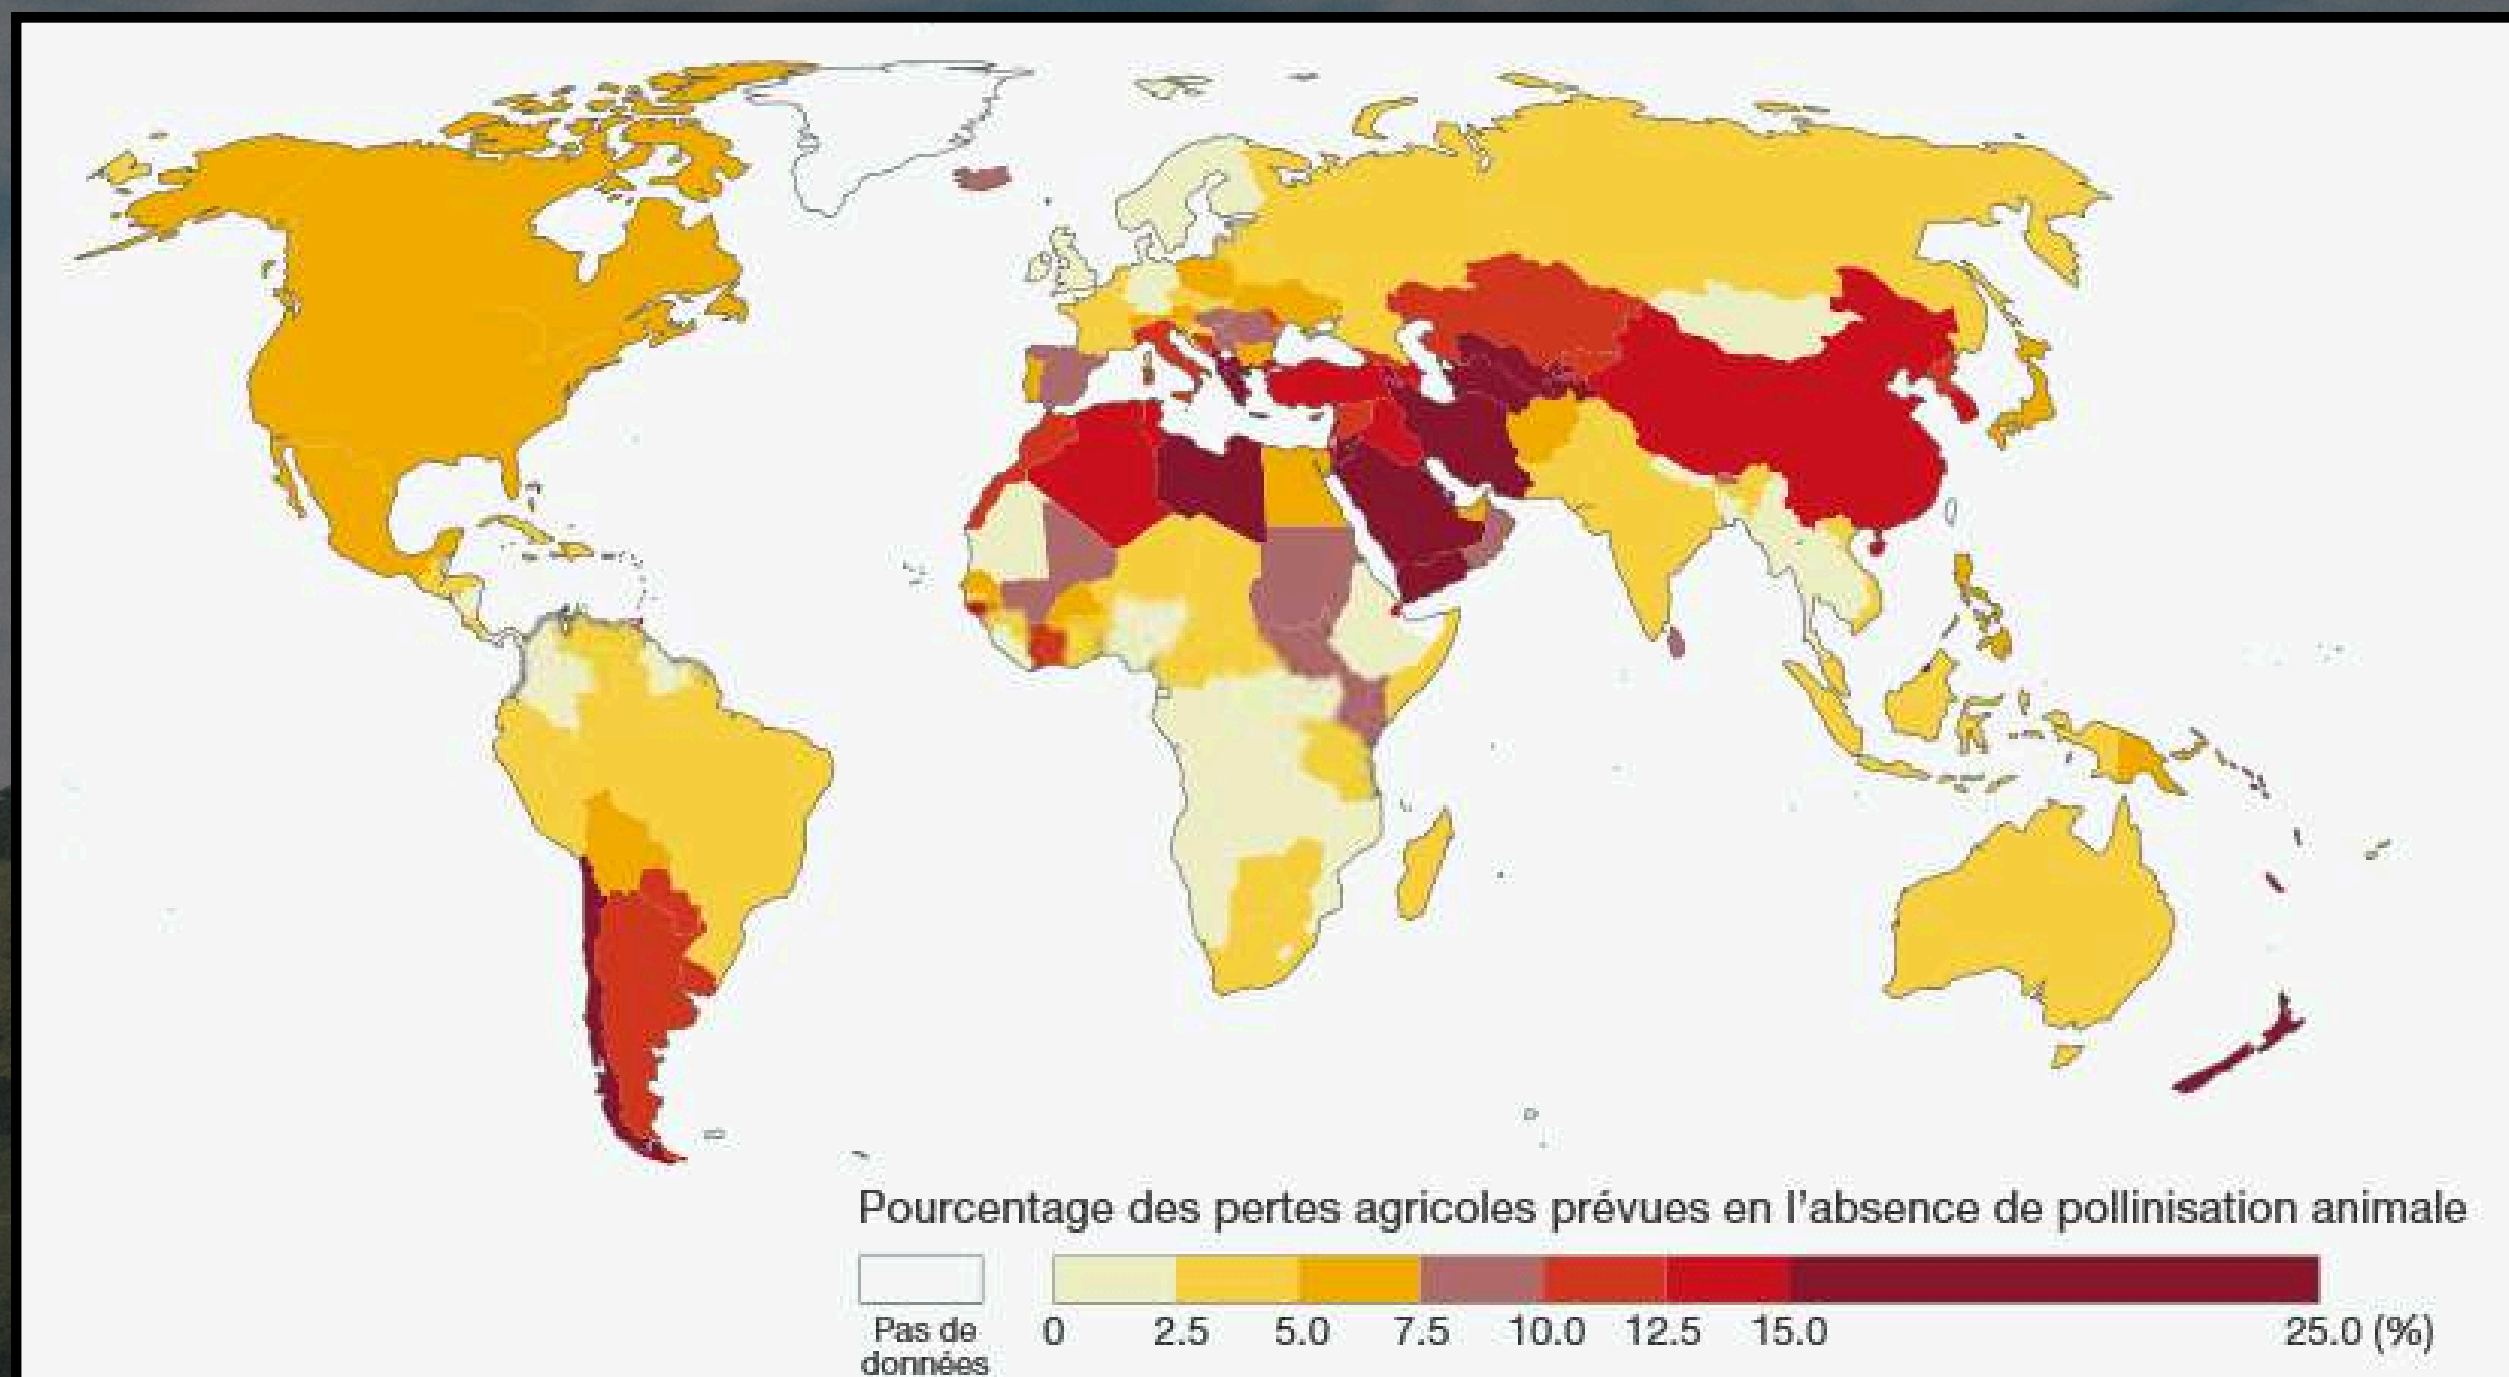 Pourcentage des pertes agricoles prévues en l'absence de pollinisation animale
Pas de
données
0 2.5 5.0 7.5 10.0 12.5 15.0 25.0 (%)